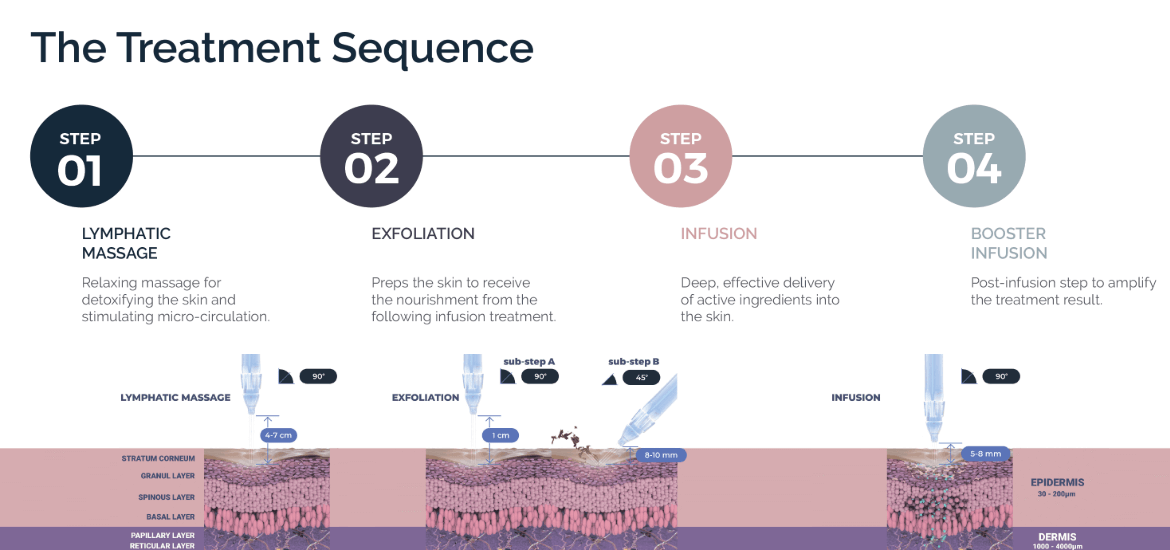 The Treatment Sequence
STEP
01
STEP
02
STEP
03
STEP
04
LYMPHATIC
MASSAGE
Relaxing massage for
detoxifying the skin and
stimulating micro-circulation.
EXFOLIATION
Preps the skin to receive
the nourishment from the
following infusion treatment.
INFUSION
Deep, effective delivery
of active ingredients into
the skin.
BOOSTER
INFUSION
Post-infusion step to amplify
the treatment result.
LYMPHATIC MASSAGE
90°
4-7 cm
EXFOLIATION
sub-step A
90°
1 cm
sub-step B
45°
8-10 mm
INFUSION
90°
5-8 mm
STRATUM CORNEUM
GRANUL LAYER
SPINOUS LAYER
BASAL LAYER
PAPILLARY LAYER
RETICULAR LAYER
EPIDERMIS
30 - 200μm
DERMIS
1000 - 4000μm